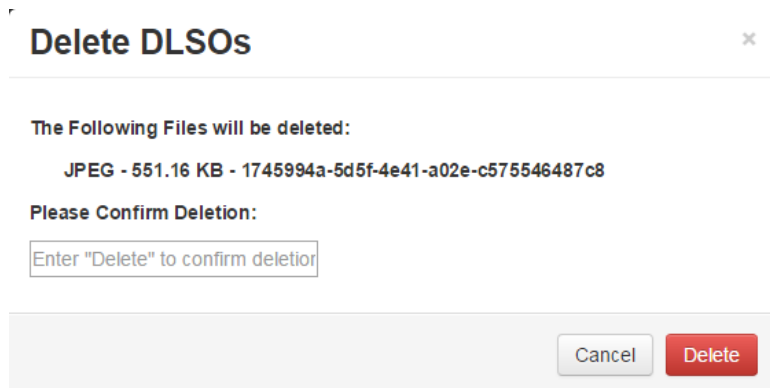 Delete DLSOs
×
The Following Files will be deleted:
JPEG - 551.16 KB - 1745994a-5d5f-4e41-a02e-c575546487c8
Please Confirm Deletion:
Enter "Delete" to confirm deletion
Cancel Delete